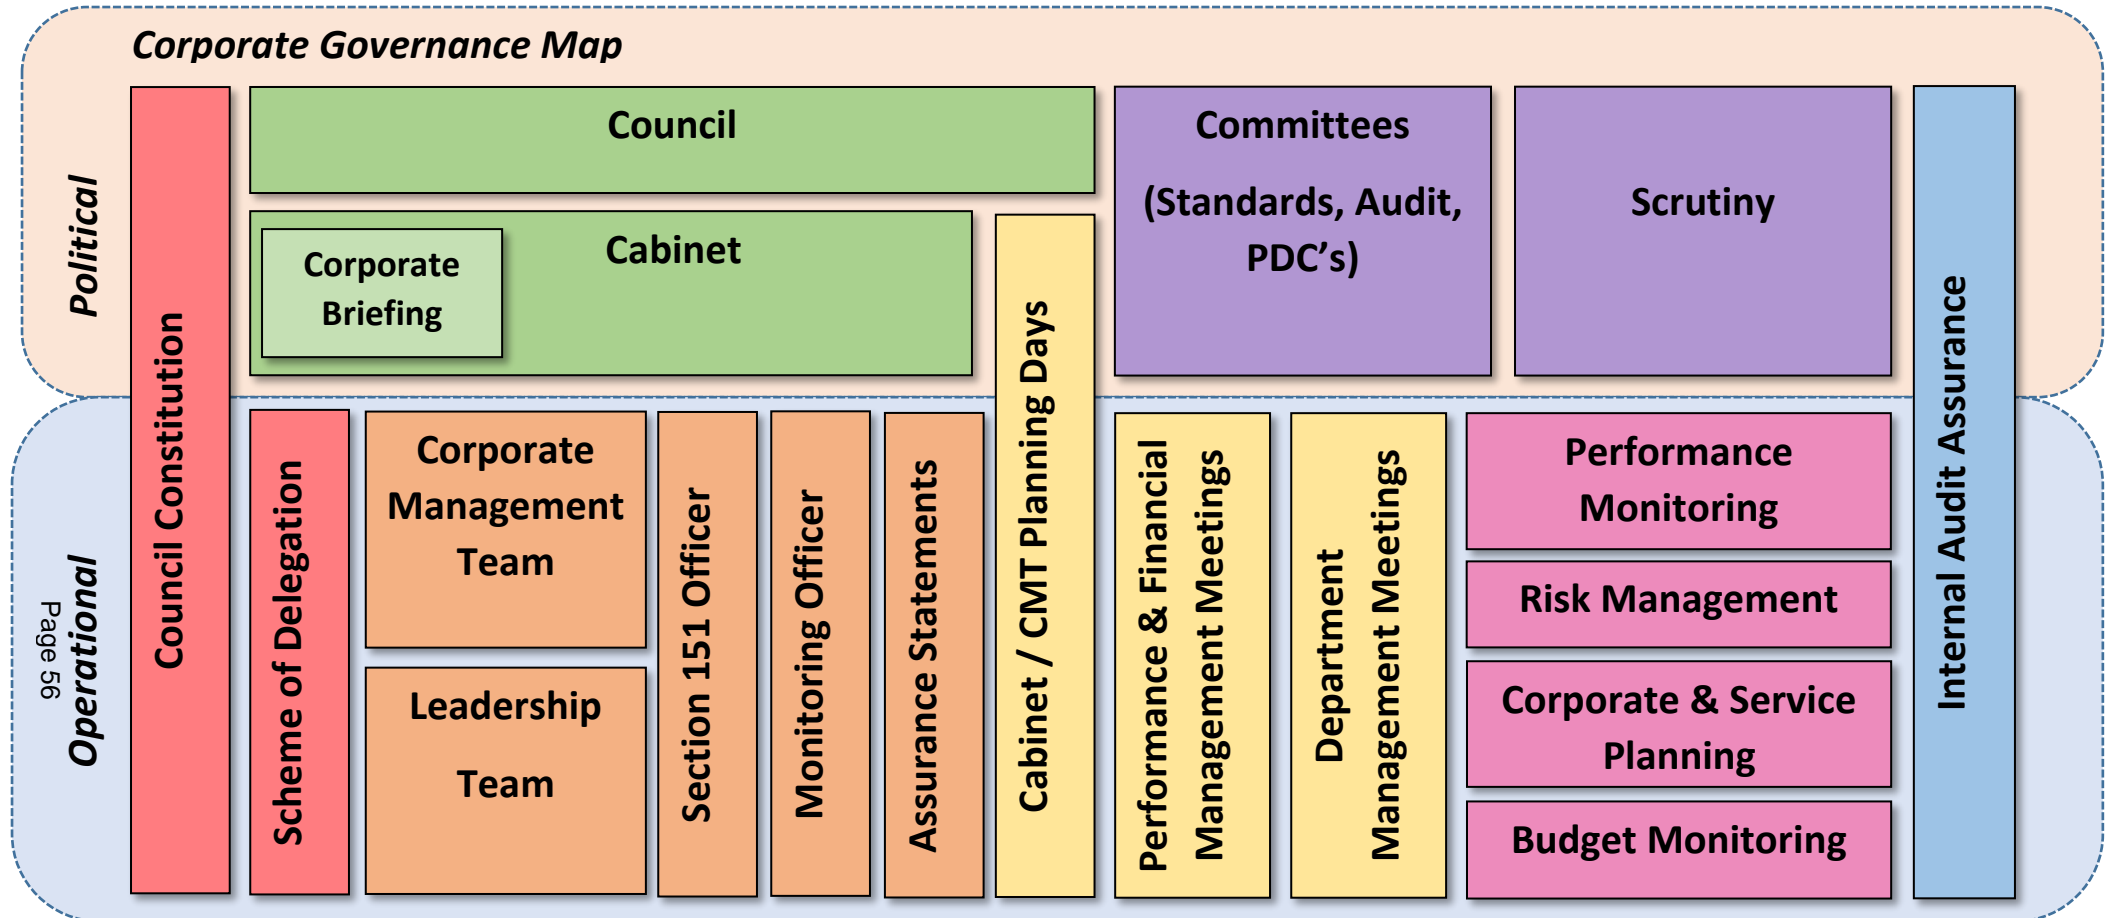 Corporate Governance Map
Political
Council Constitution
Council
Cabinet
Corporate
Briefing
Cabinet / CMT Planning Days
Committees
(Standards, Audit,
PDC’s)
Scrutiny
Internal Audit Assurance
Operational
Page 56
Scheme of Delegation
Corporate
Management
Team
Leadership
Team
Section 151 Officer
Monitoring Officer
Assurance Statements
Performance & Financial
Management Meetings
Department
Management Meetings
Performance
Monitoring
Risk Management
Corporate & Service
Planning
Budget Monitoring